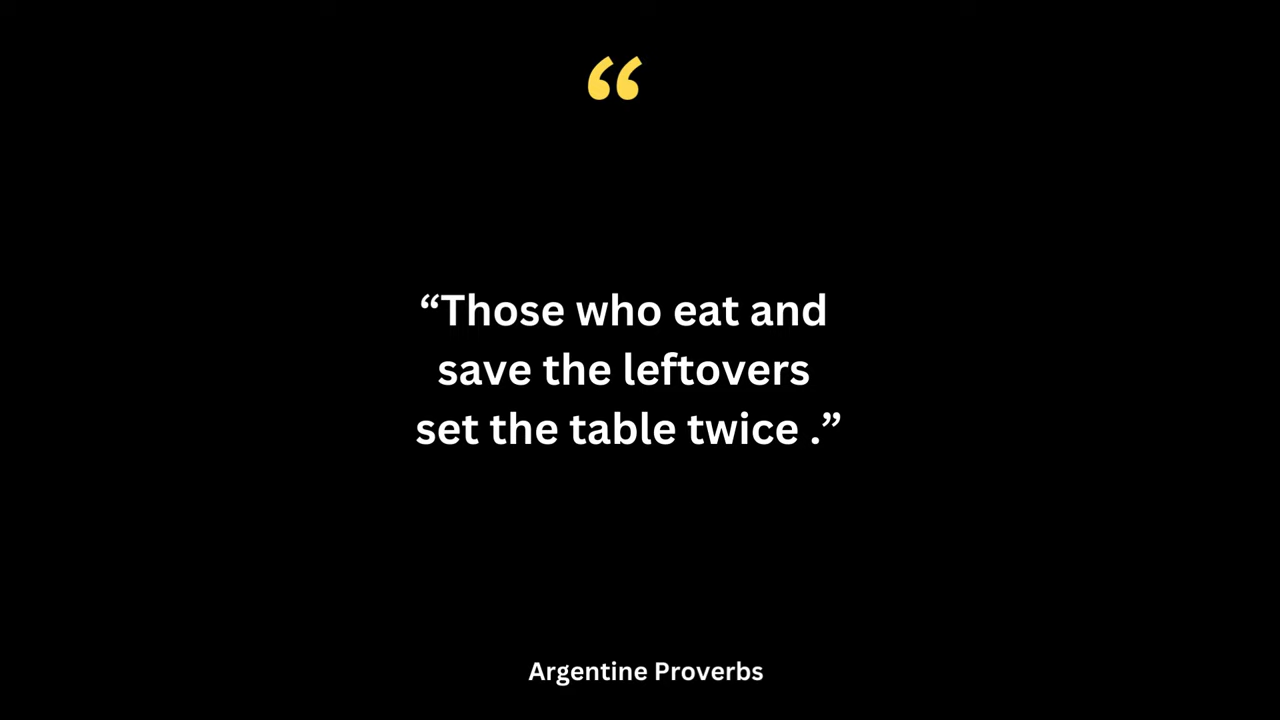 “
“Those who eat and
save the leftovers
set the table twice .”
Argentine Proverbs